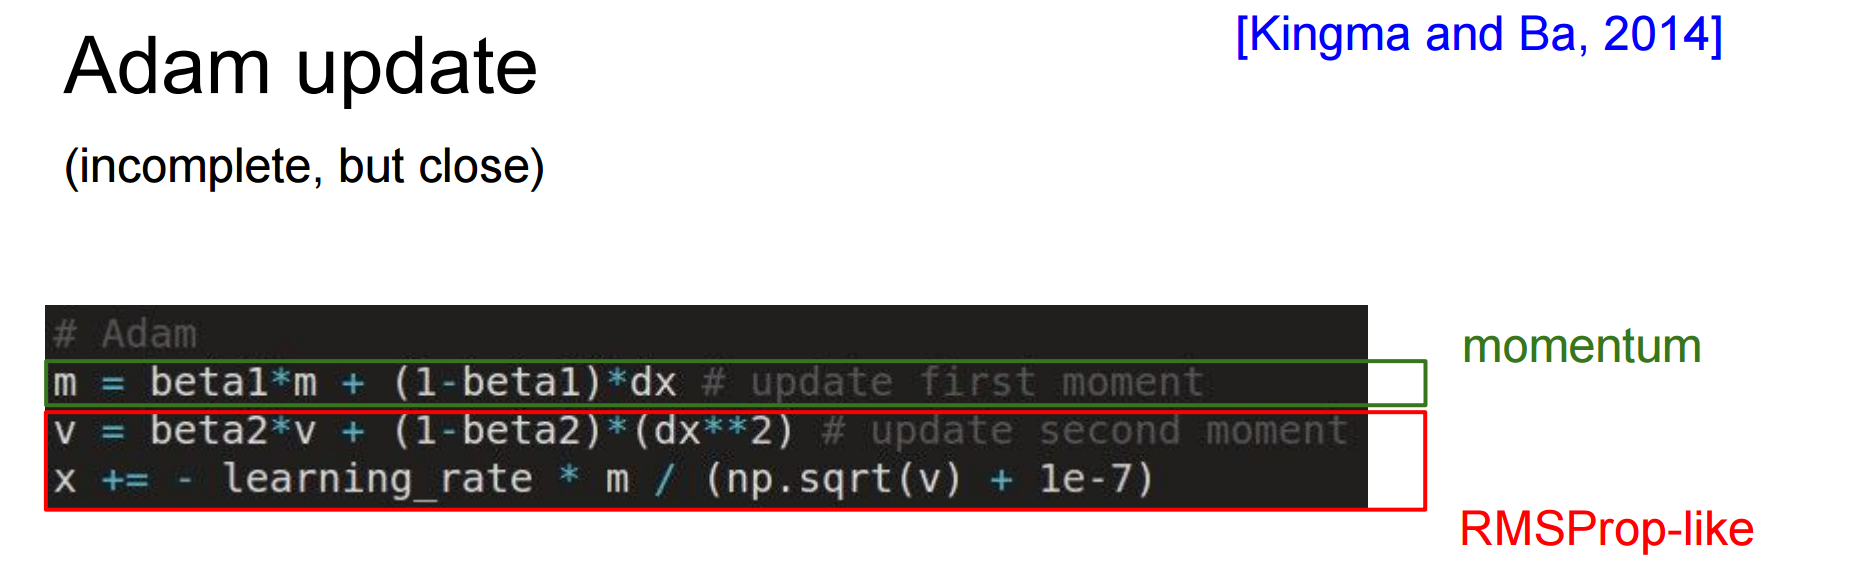 Adam update
[Kingma and Ba, 2014]
(incomplete, but close)
# Adam
m = beta1*m + (1-beta1)*dx # update first moment
momentum
v = beta2*v + (1-beta2)*(dx**2) # update second moment
x += - learning_rate * m / (np.sqrt(v) + 1e-7)
RMSProp-like